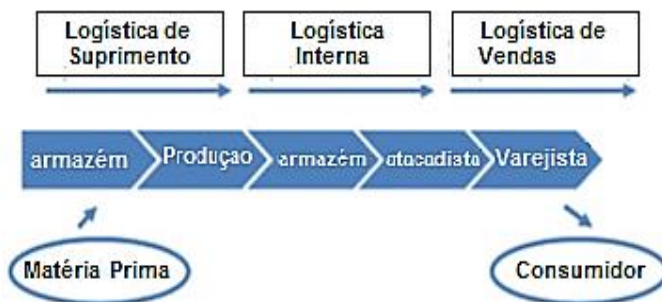 Logística de
Suprimento
Logística
Interna
Logística de
Vendas
armazém
Produçao
armazém
atacadista
Varejista
Matéria Prima
Consumidor